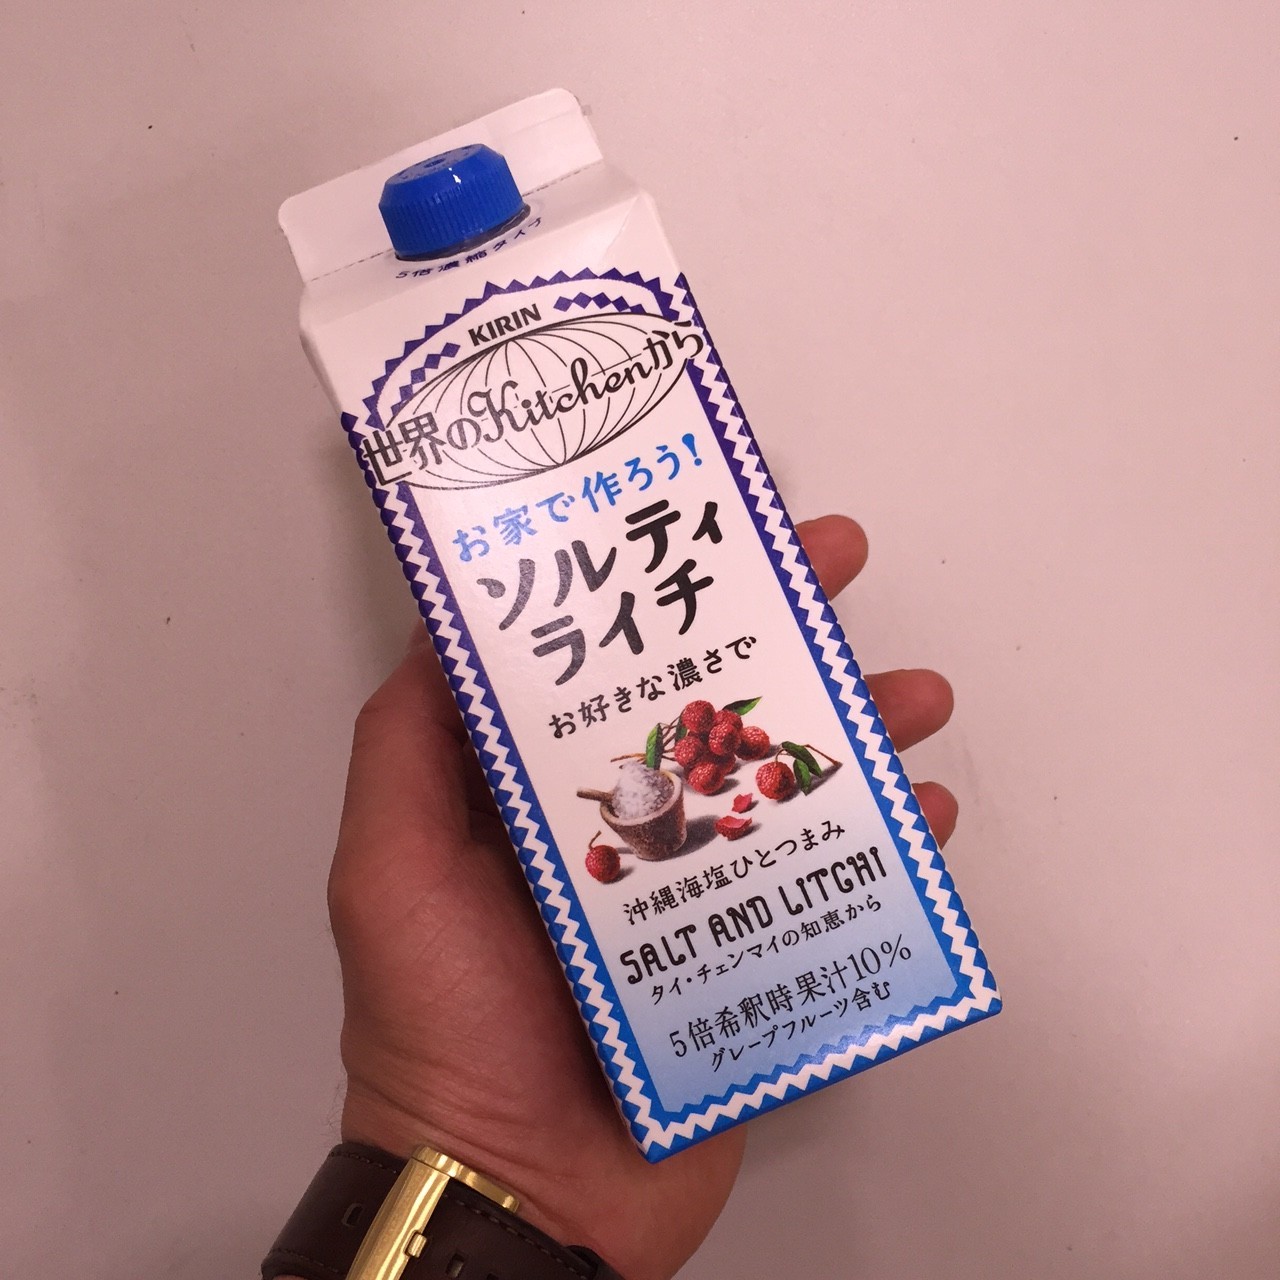 5倍濃縮タイプ
KIRIN
世界のKitchenから
お家で作ろう!
ソルティ
ライチ
お好きな濃さで
沖縄海塩ひとつまみ
SALT AND LITCHI
タイ・チェンマイの知恵から
5倍希釈時果汁10%
グレープフルーツ含む